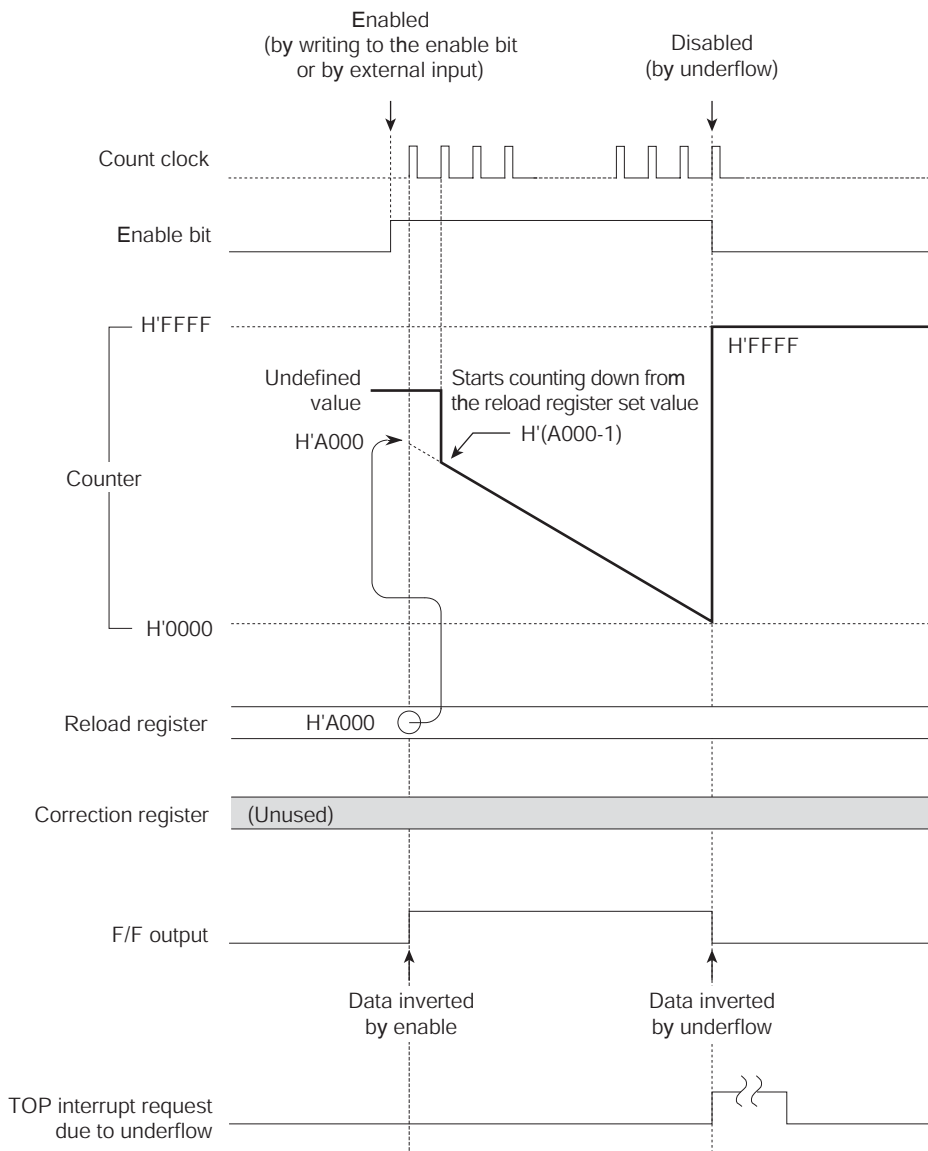 Enabled
(by writing to the enable bit
or by external input)
Disabled
(by underflow)
Count clock
Enable bit
H'FFFF
H'FFFF
Undefined
value
Starts counting down from
the reload register set value
H'A000
H'(A000-1)
Counter
H'0000
Reload register
H'A000
Correction register
(Unused)
F/F output
Data inverted
by enable
Data inverted
by underflow
TOP interrupt request
due to underflow